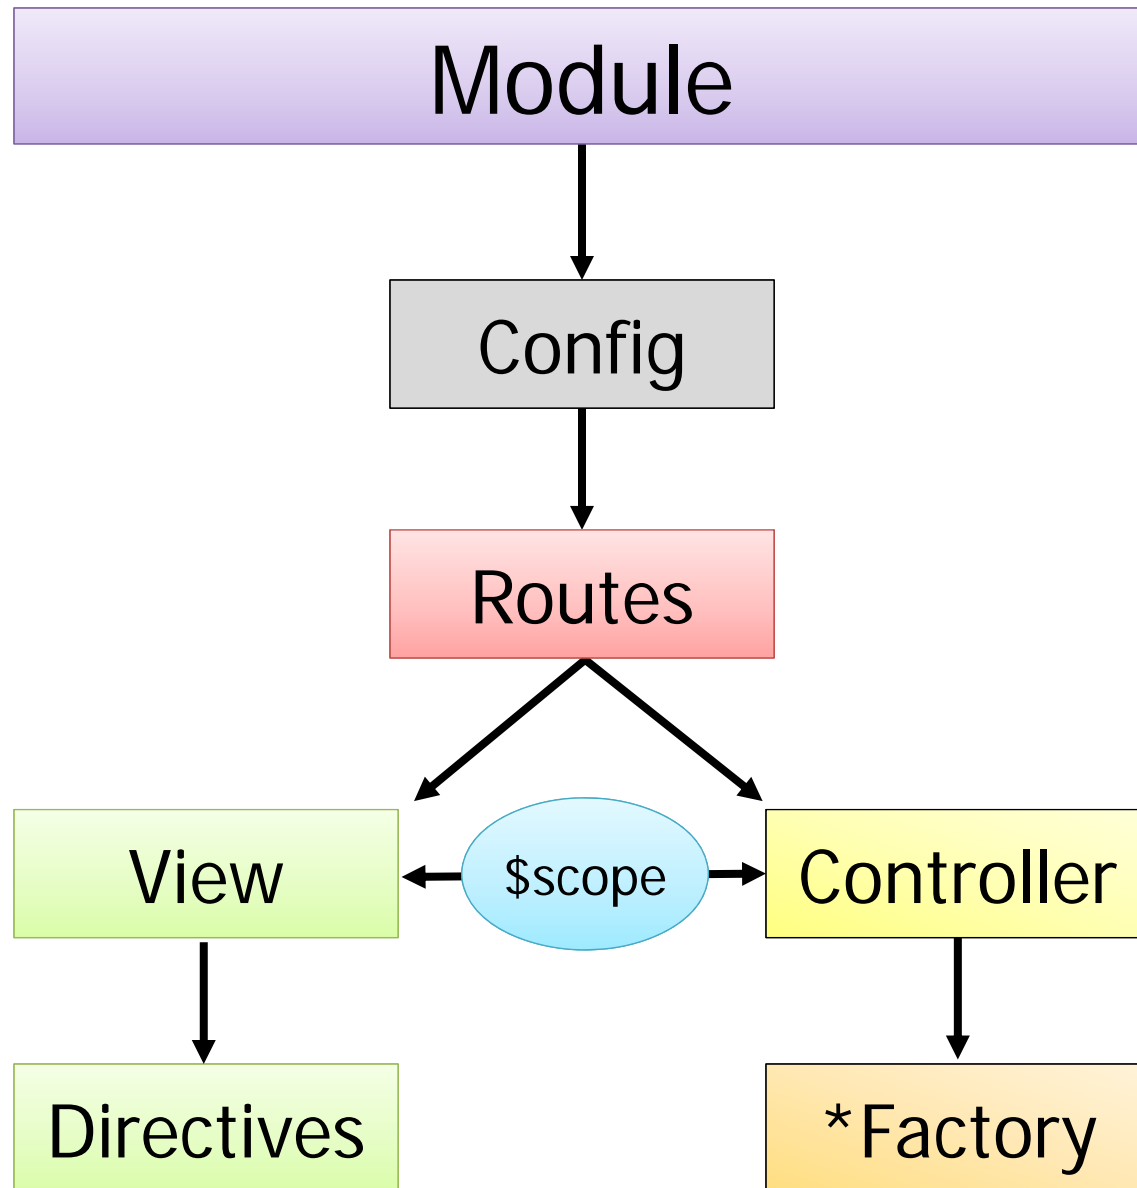 Module
Config
Routes
View
$scope
Controller
Directives
*Factory